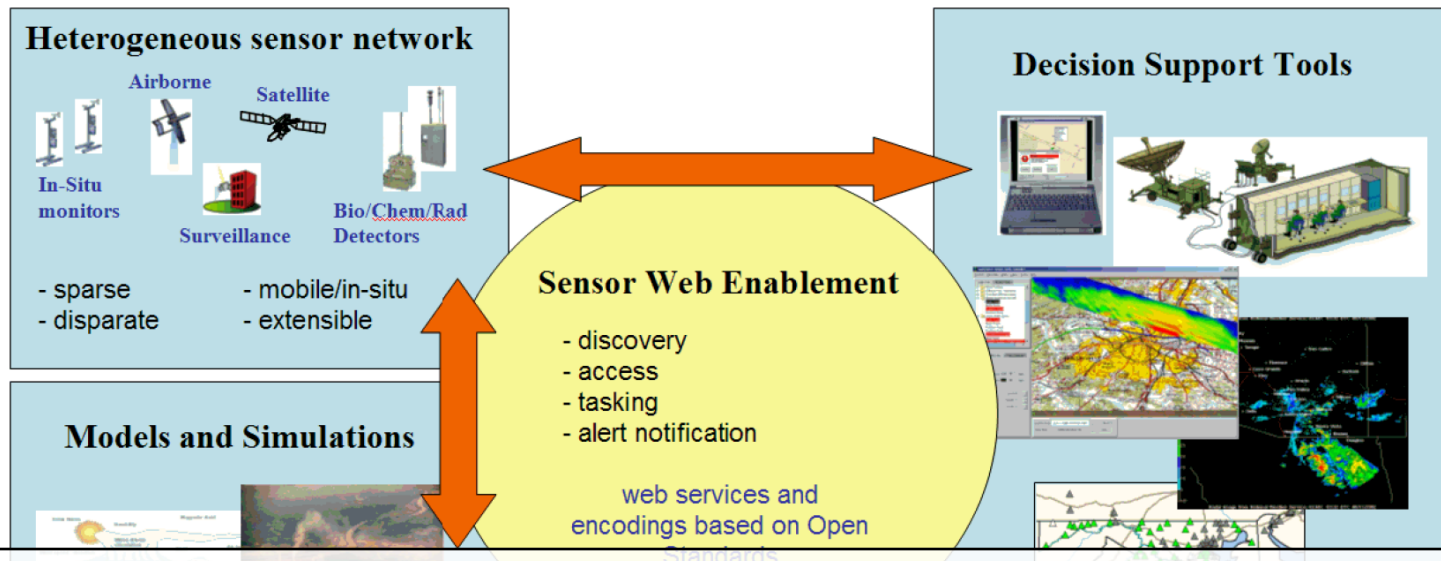 Heterogeneous sensor network
Airborne
Satellite
In-Situ
monitors
Surveillance
Bio/Chem/Rad
Detectors
- sparse
- disparate
- mobile/in-situ
- extensible
Models and Simulations
Sensor Web Enablement
- discovery
- access
- tasking
- alert notification
web services and
encodings based on Open
Standards
Decision Support Tools